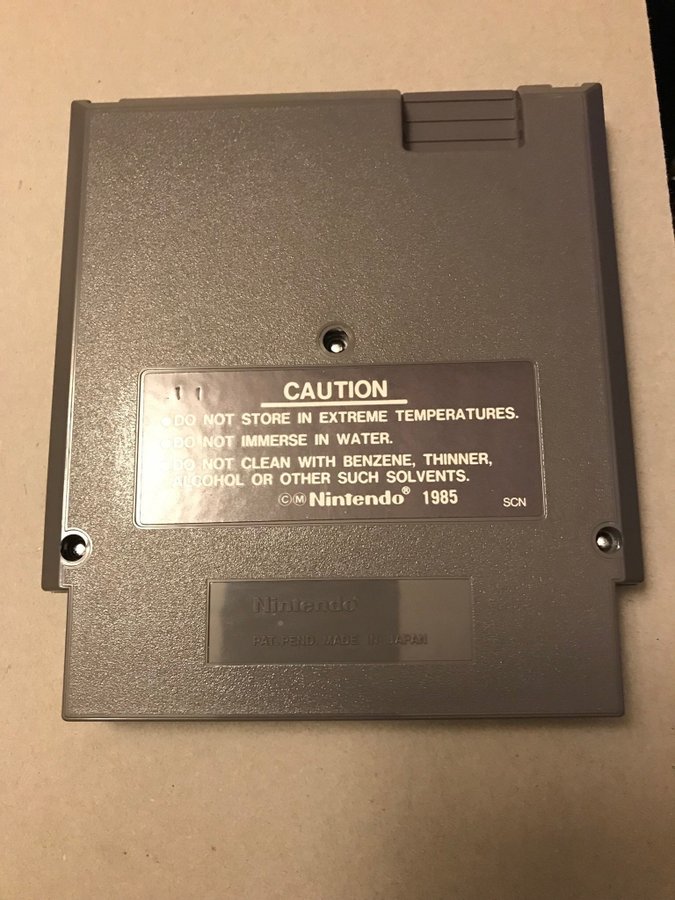 11
CAUTION
•DO NOT STORE IN EXTREME TEMPERATURES.
•DO NOT IMMERSE IN WATER.
•DO NOT CLEAN WITH BENZENE, THINNER,
ALCOHOL OR OTHER SUCH SOLVENTS.
©Ⓜ Nintendo® 1985 SCN
Nintendo®
PAT. PEND. MADE IN JAPAN